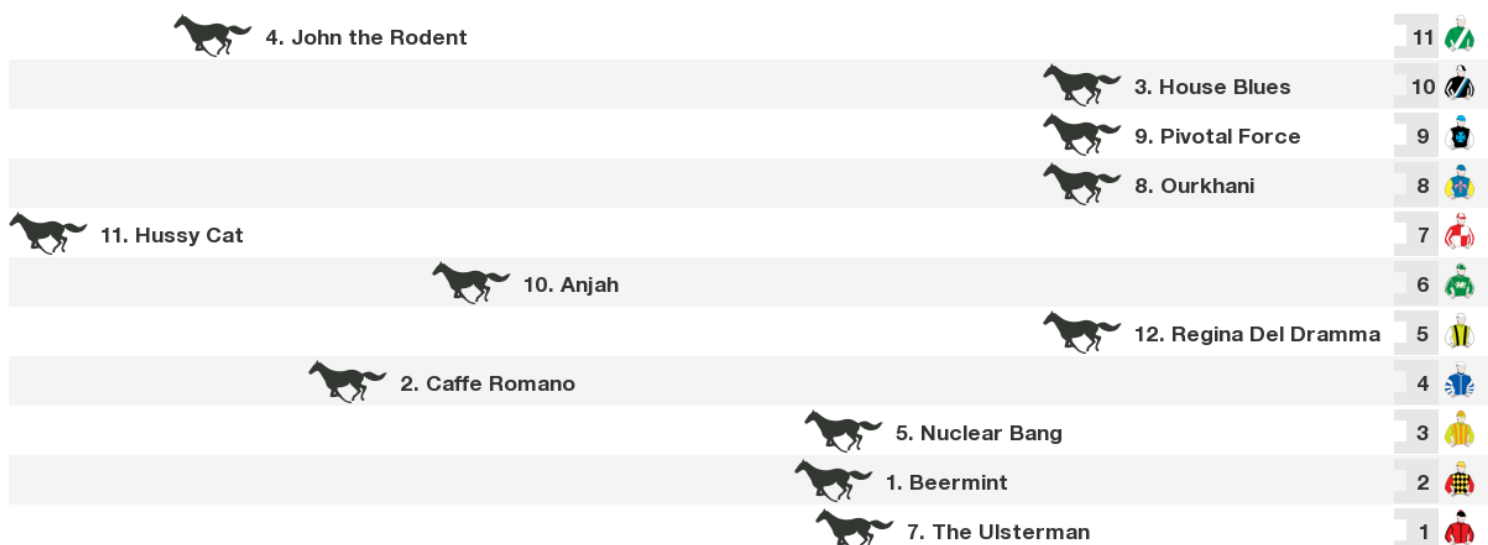 4. John the Rodent 11
3. House Blues 10
9. Pivotal Force 9
8. Ourkhani 8
11. Hussy Cat 7
10. Anjah 6
12. Regina Del Dramma 5
2. Caffe Romano 4
5. Nuclear Bang 3
1. Beermint 2
7. The Ulsterman 1